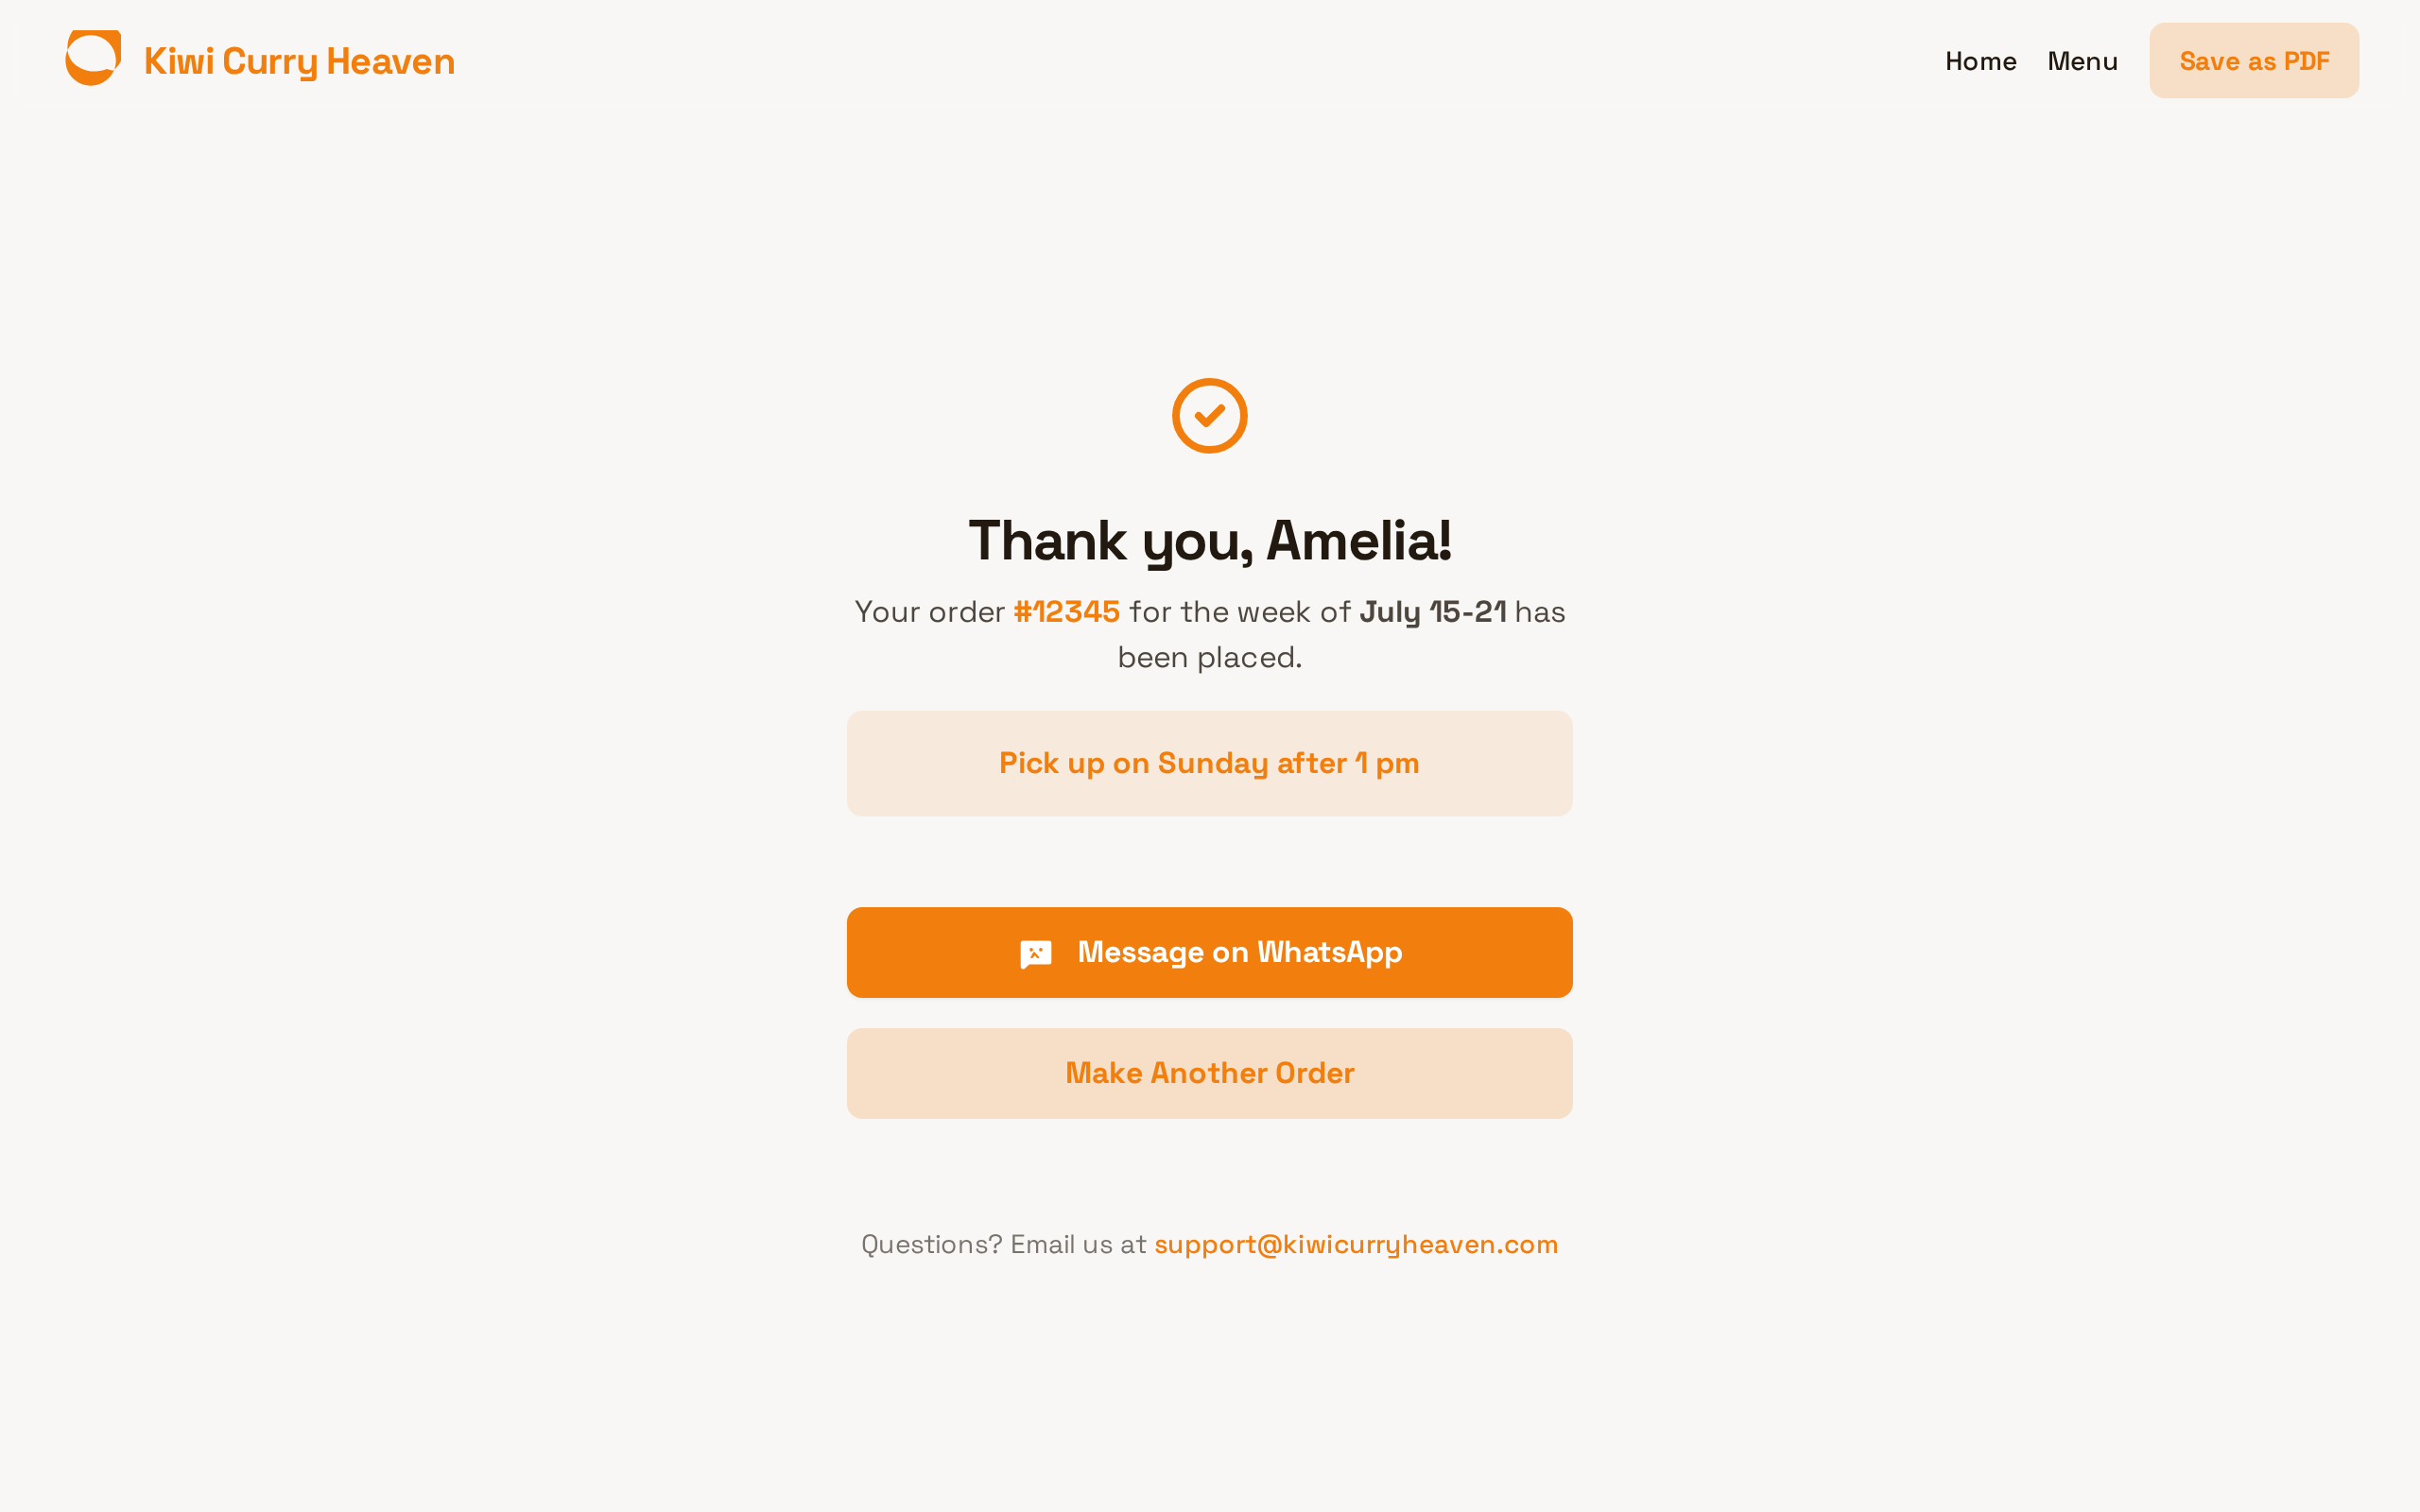 Kiwi Curry Heaven
Home
Menu
Save as PDF
Thank you, Amelia!
Your order #12345 for the week of July 15-21 has
been placed.
Pick up on Sunday after 1 pm
Message on WhatsApp
Make Another Order
Questions? Email us at support@kiwicurryheaven.com